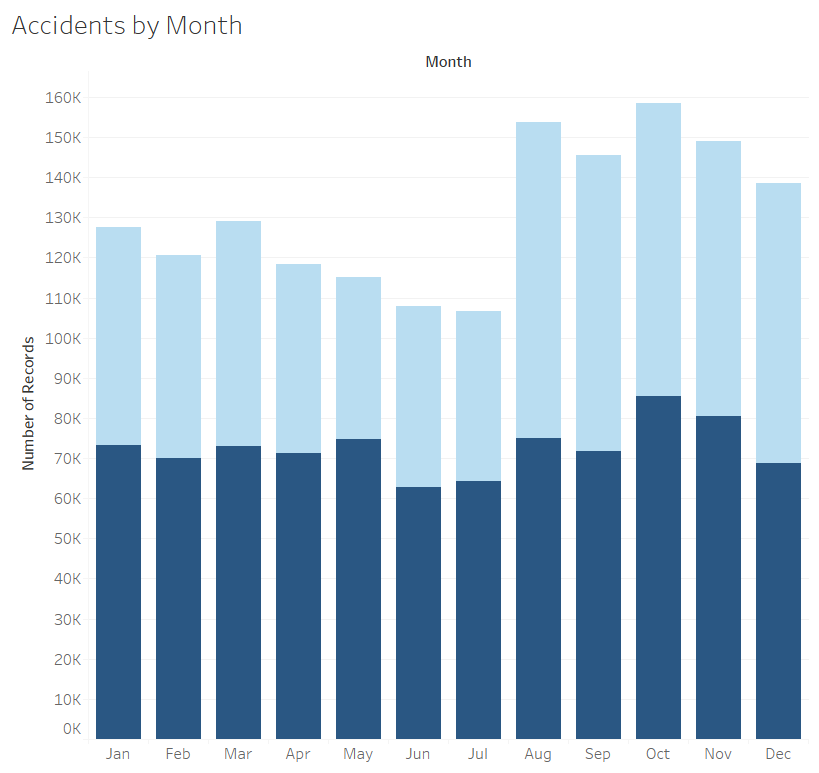 Accidents by Month
Month
Number of Records
160K
150K
140K
130K
120K
110K
100K
90K
80K
70K
60K
50K
40K
30K
20K
10K
0K
Jan Feb Mar Apr May Jun Jul Aug Sep Oct Nov Dec